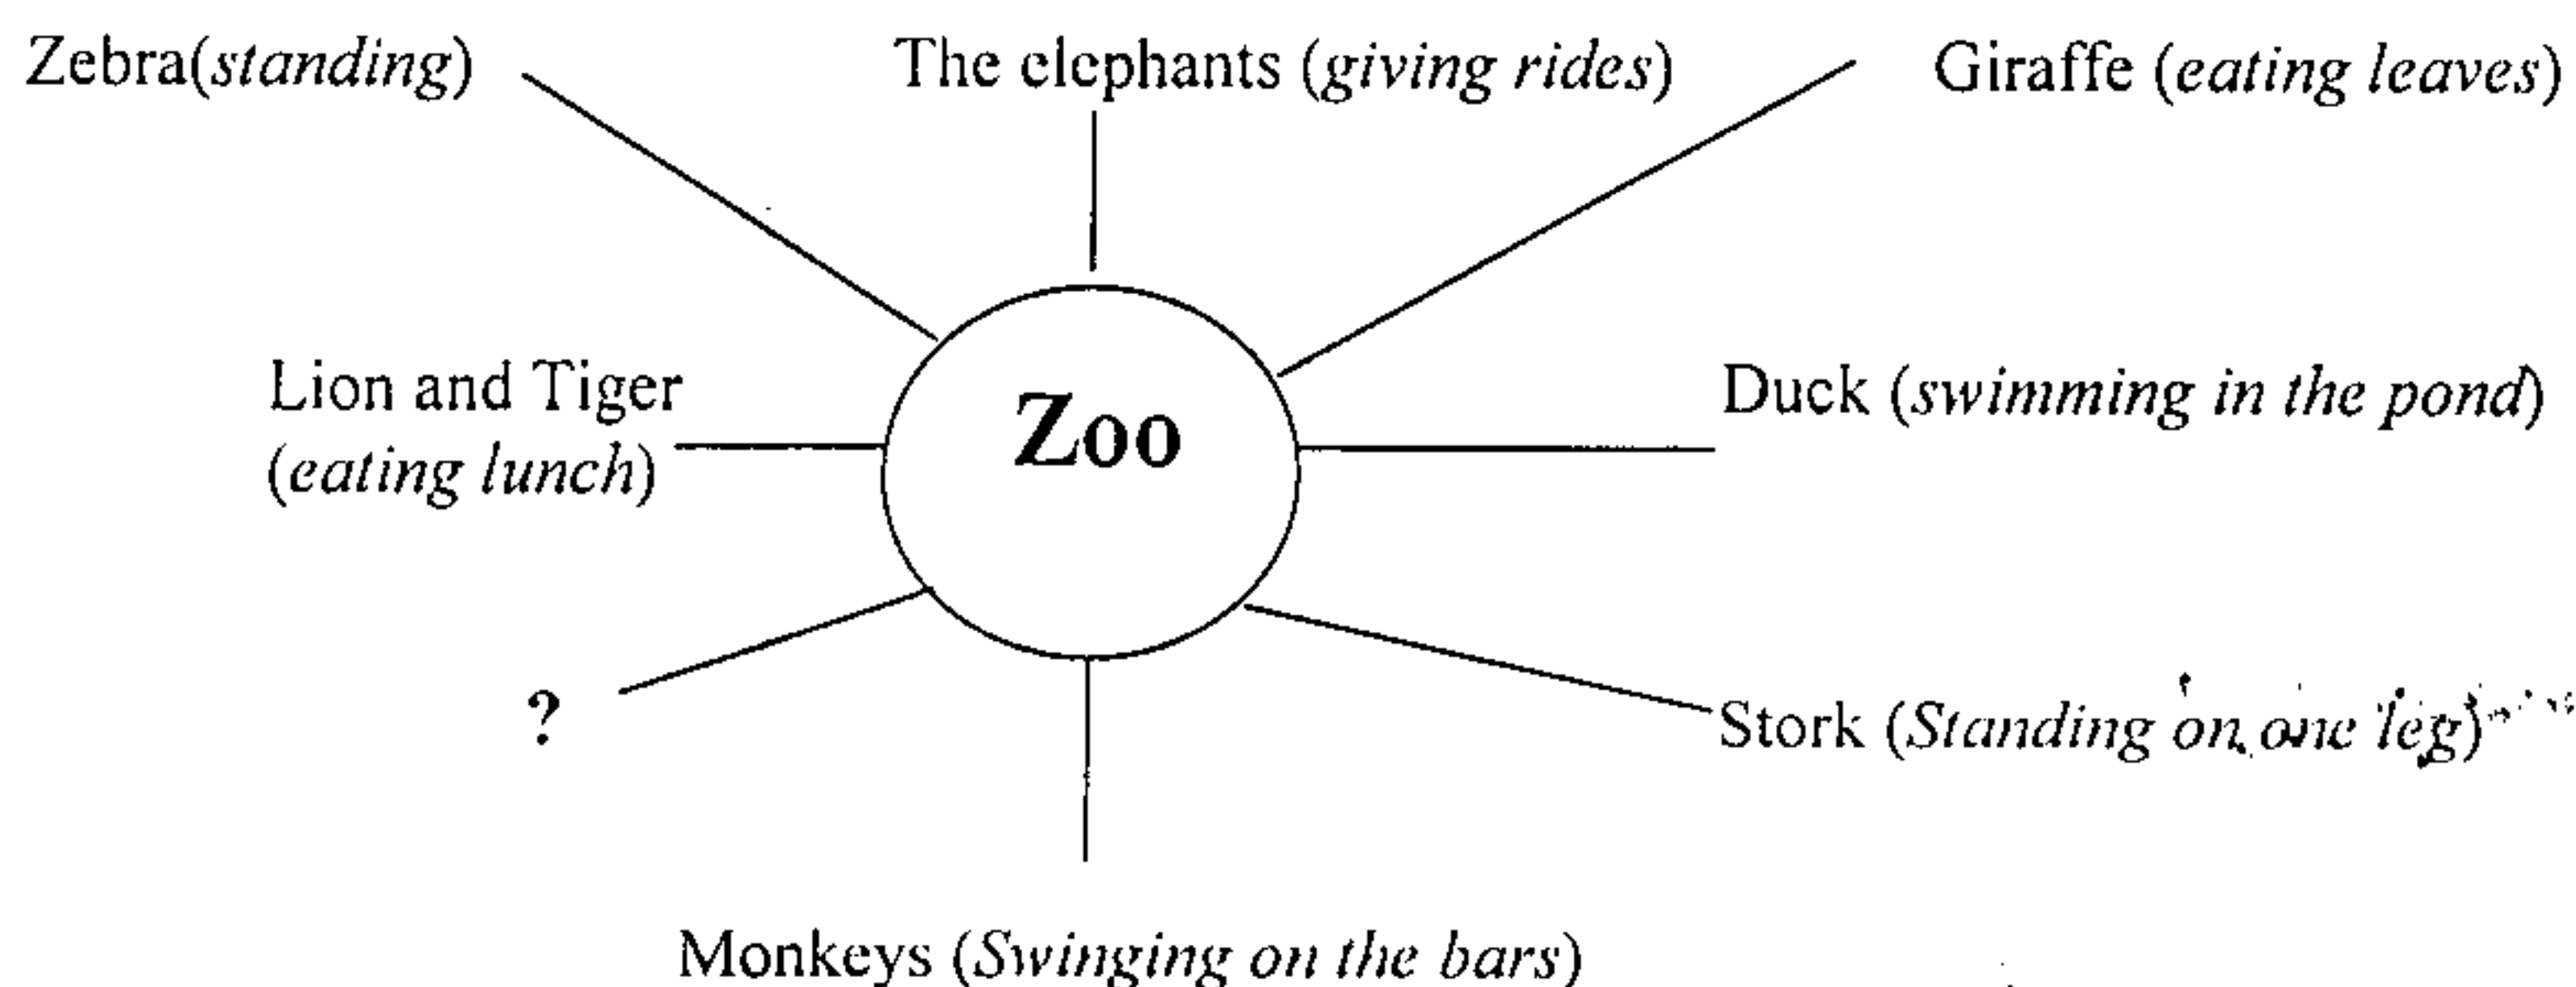 Zebra(standing)
The elephants (giving rides)
Giraffe (eating leaves)
Lion and Tiger
(eating lunch)
Zoo
Duck (swimming in the pond)
?
Stork (Standing on one leg)
Monkeys (Swinging on the bars)